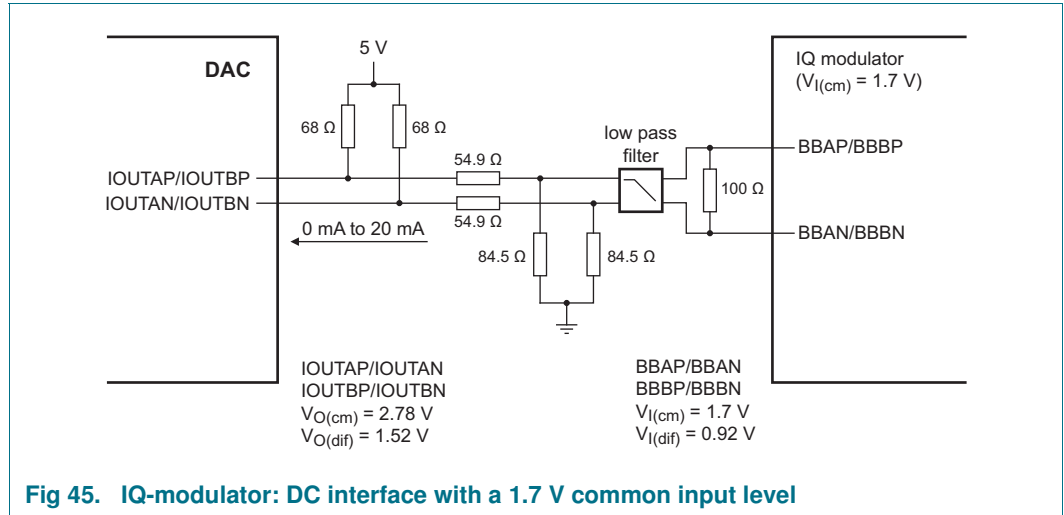 DAC
5 V
IQ modulator
(VI(cm) = 1.7 V)
68 Ω
68 Ω
low pass
filter
BBAP/BBBP
54.9 Ω
IOUTAP/IOUTBP
100 Ω
IOUTAN/IOUTBN
54.9 Ω
0 mA to 20 mA
BBAN/BBBN
84.5 Ω
84.5 Ω
IOUTAP/IOUTAN
IOUTBP/IOUTBN
VO(cm) = 2.78 V
VO(dif) = 1.52 V
BBAP/BBAN
BBBP/BBBN
VI(cm) = 1.7 V
VI(dif) = 0.92 V
Fig 45. IQ-modulator: DC interface with a 1.7 V common input level